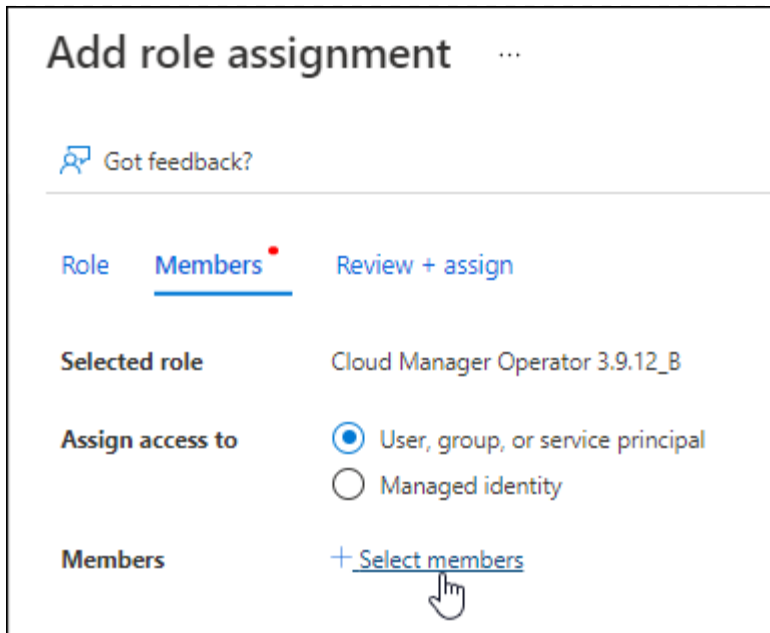 Add role assignment ...
Got feedback?
Role Members Review + assign
Selected role Cloud Manager Operator 3.9.12_B
Assign access to User, group, or service principal
Managed identity
Members + Select members